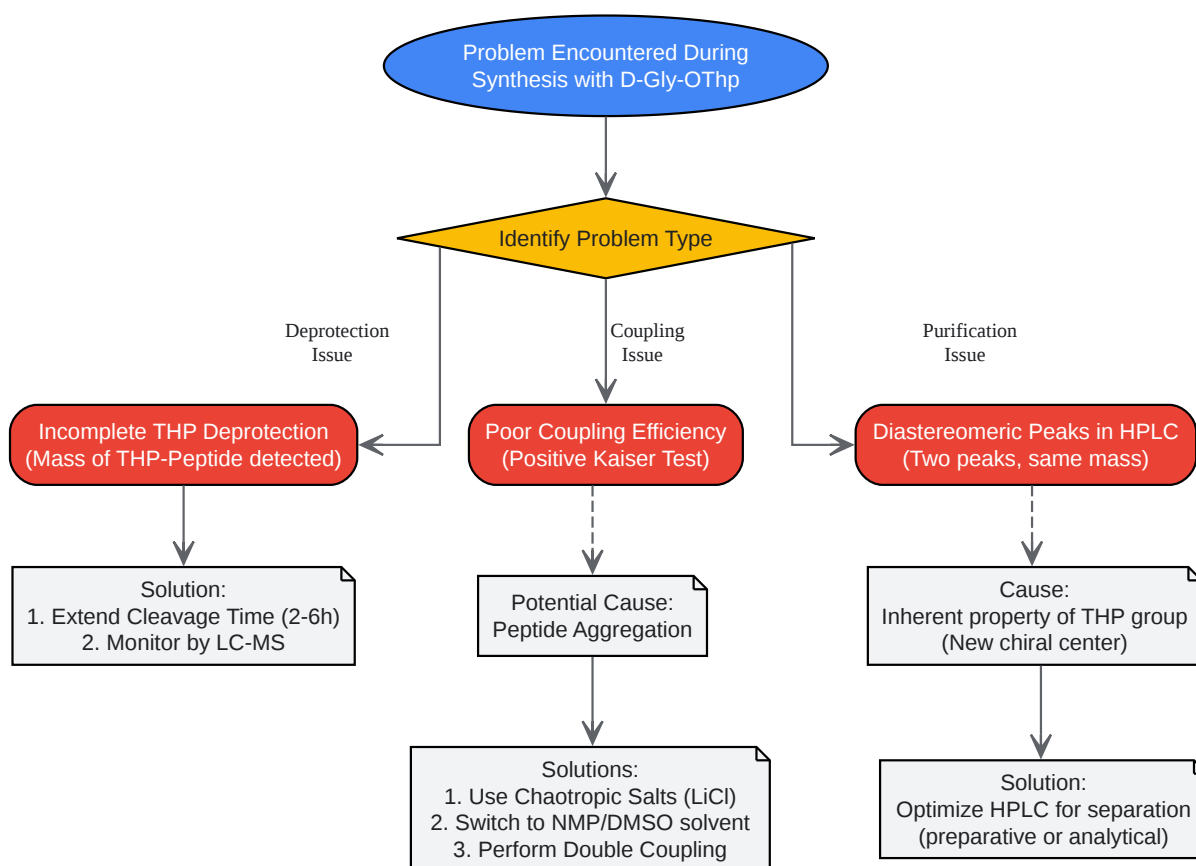 Problem Encountered During
Synthesis with D-Gly-OThp
Identify Problem Type
Deprotection
Issue
Coupling
Issue
Purification
Issue
Incomplete THP Deprotection
(Mass of THP-Peptide detected)
Poor Coupling Efficiency
(Positive Kaiser Test)
Diastereomeric Peaks in HPLC
(Two peaks, same mass)
Solution:
1. Extend Cleavage Time (2-6h)
2. Monitor by LC-MS
Potential Cause:
Peptide Aggregation
Cause:
Inherent property of THP group
(New chiral center)
Solutions:
1. Use Chaotropic Salts (LiCl)
2. Switch to NMP/DMSO solvent
3. Perform Double Coupling
Solution:
Optimize HPLC for separation
(preparative or analytical)